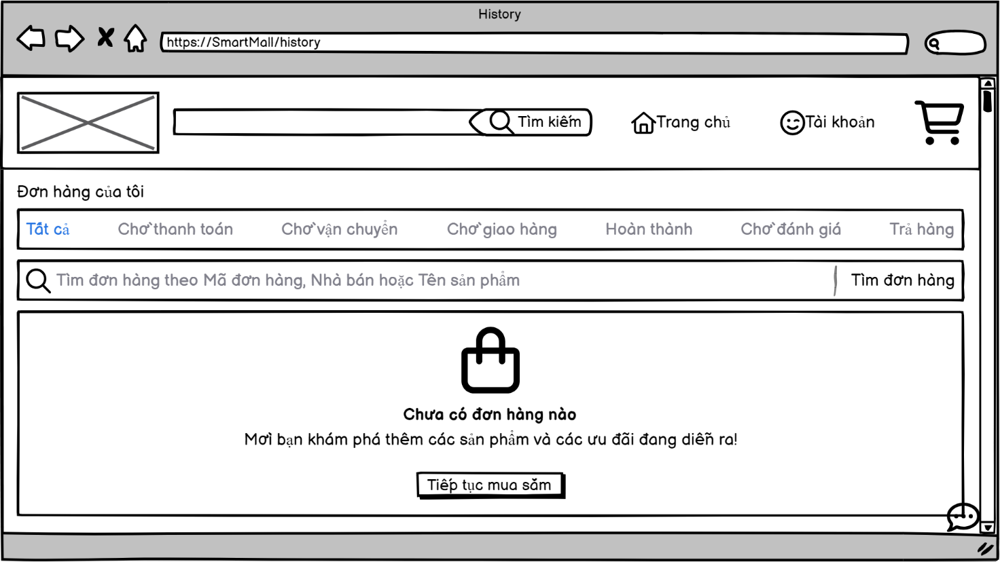 History
https://SmartMall/history
Tìm kiếm
Trang chủ
Tài khoản
Đơn hàng của tôi
Tất cả
Chờ thanh toán
Chờ vận chuyển
Chờ giao hàng
Hoàn thành
Chờ đánh giá
Trả hàng
Tìm đơn hàng theo Mã đơn hàng, Nhà bán hoặc Tên sản phẩm
Tìm đơn hàng
Chưa có đơn hàng nào
Mời bạn khám phá thêm các sản phẩm và các ưu đãi đang diễn ra!
Tiếp tục mua sắm